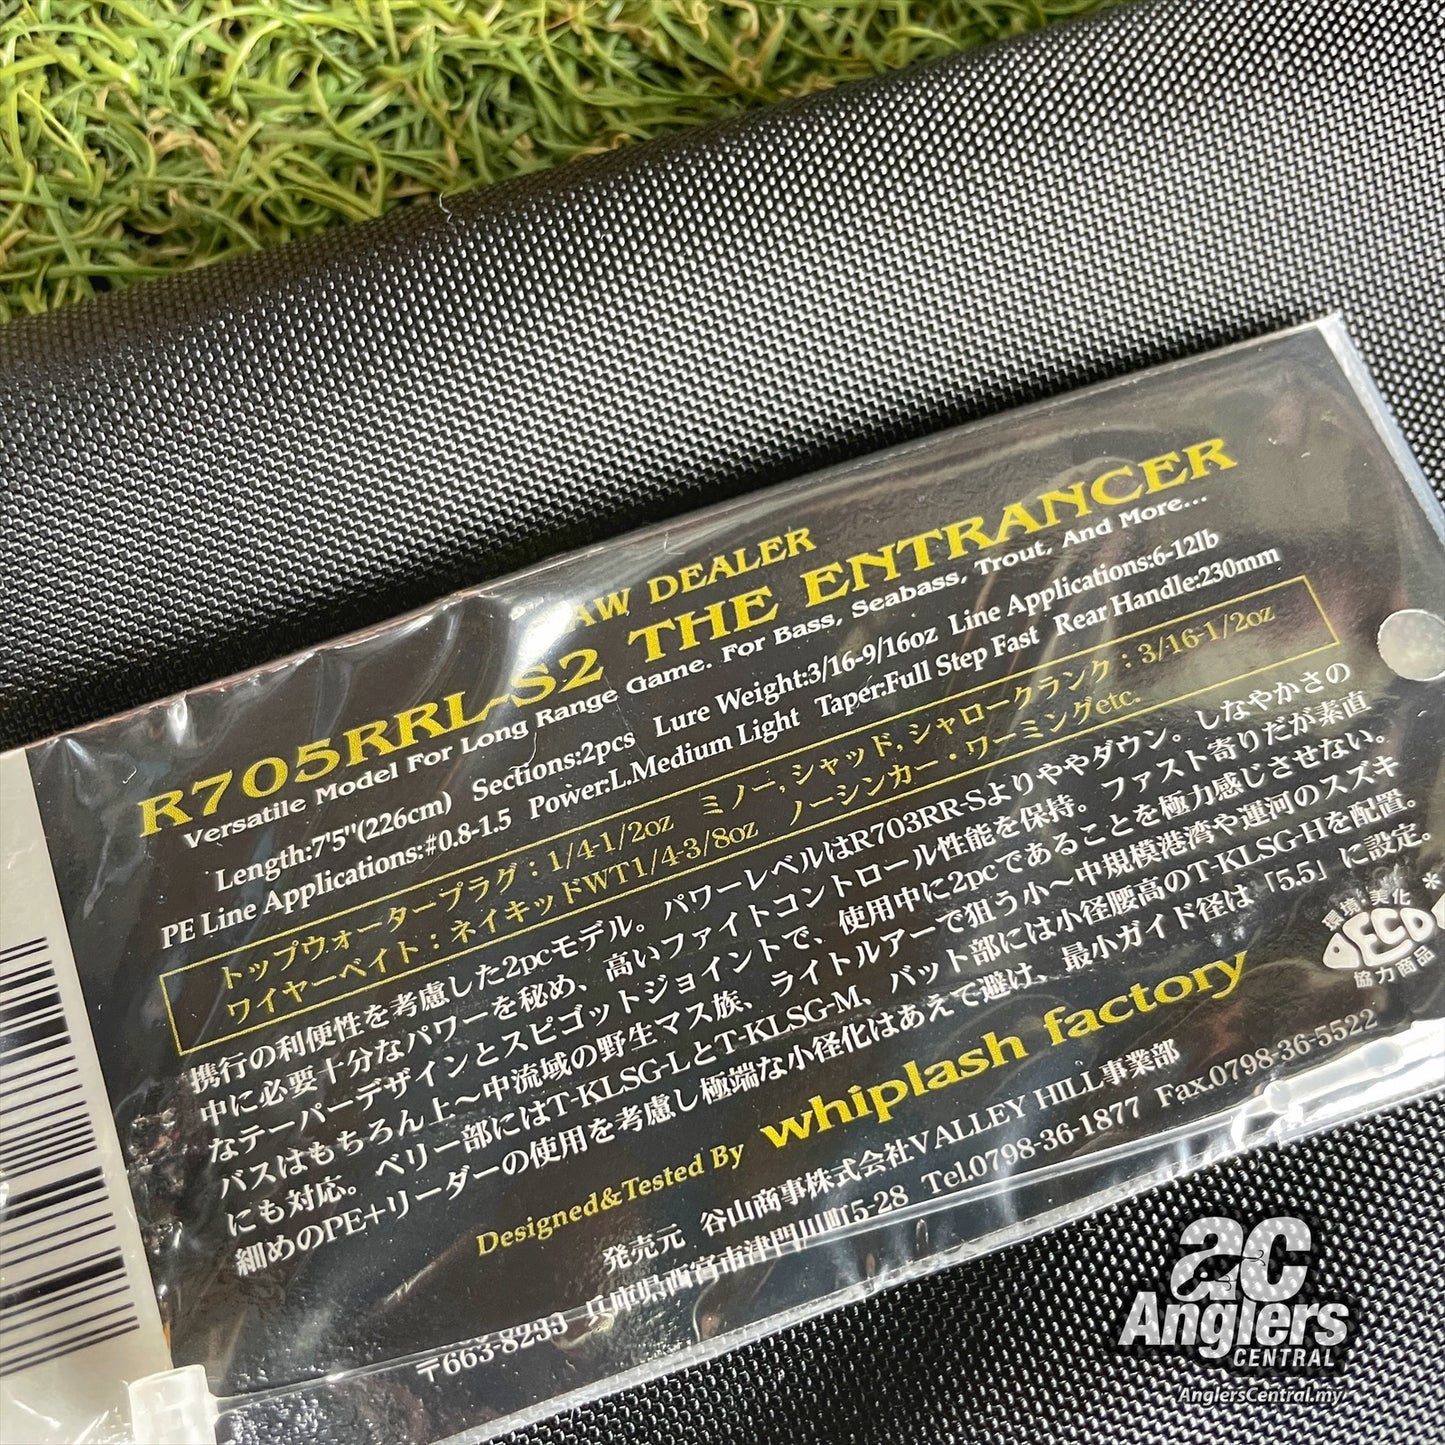 RAW DEALER
R705RRL-S2 THE ENTRANCER
Versatile Model For Long Range Game. For Bass, Seabass, Trout, And More...
Length:7'5"(226cm) Sections:2pcs Lure Weight:3/16-9/16oz Line Applications:6-12lb
PE Line Applications:#0.8-1.5 Power:L.Medium Light Taper:Full Step Fast Rear Handle:230mm
トップウォータープラグ：1/4-1/2oz ミノー, シャッド, シャロークランク：3/16-1/2oz
ワイヤーベイト：ネイキッドWT1/4-3/8oz ノーシンカー・ワーミングetc.
携行の利便性を考慮した2pcモデル。パワーレベルはR703RR-Sよりややダウン。しなやかさの
中に必要十分なパワーを秘め、高いファイトコントロール性能を保持。ファスト寄りだが素直
なテーパーデザインとスピゴットジョイントで、使用中に2pcであることを極力感じさせない。
バスはもちろん上〜中流域の野生マス族、ライトルアーで狙う小〜中規模港湾や運河のスズキ
にも対応。ベリー部にはT-KLSG-LとT-KLSG-M、バット部には小径腰高のT-KLSG-Hを配置。
細めのPE+リーダーの使用を考慮し極端な小径化はあえて避け、最小ガイド径は「5.5」に設定。
Designed&Tested By whiplash factory
環境・美化
DECO
協力商品
発売元 谷山商事株式会社VALLEY HILL事業部
〒663-8233 兵庫県西宮市津門川町5-28 Tel.0798-36-1877 Fax.0798-36-5522
ac
Anglers
CENTRAL
AnglersCentral.my